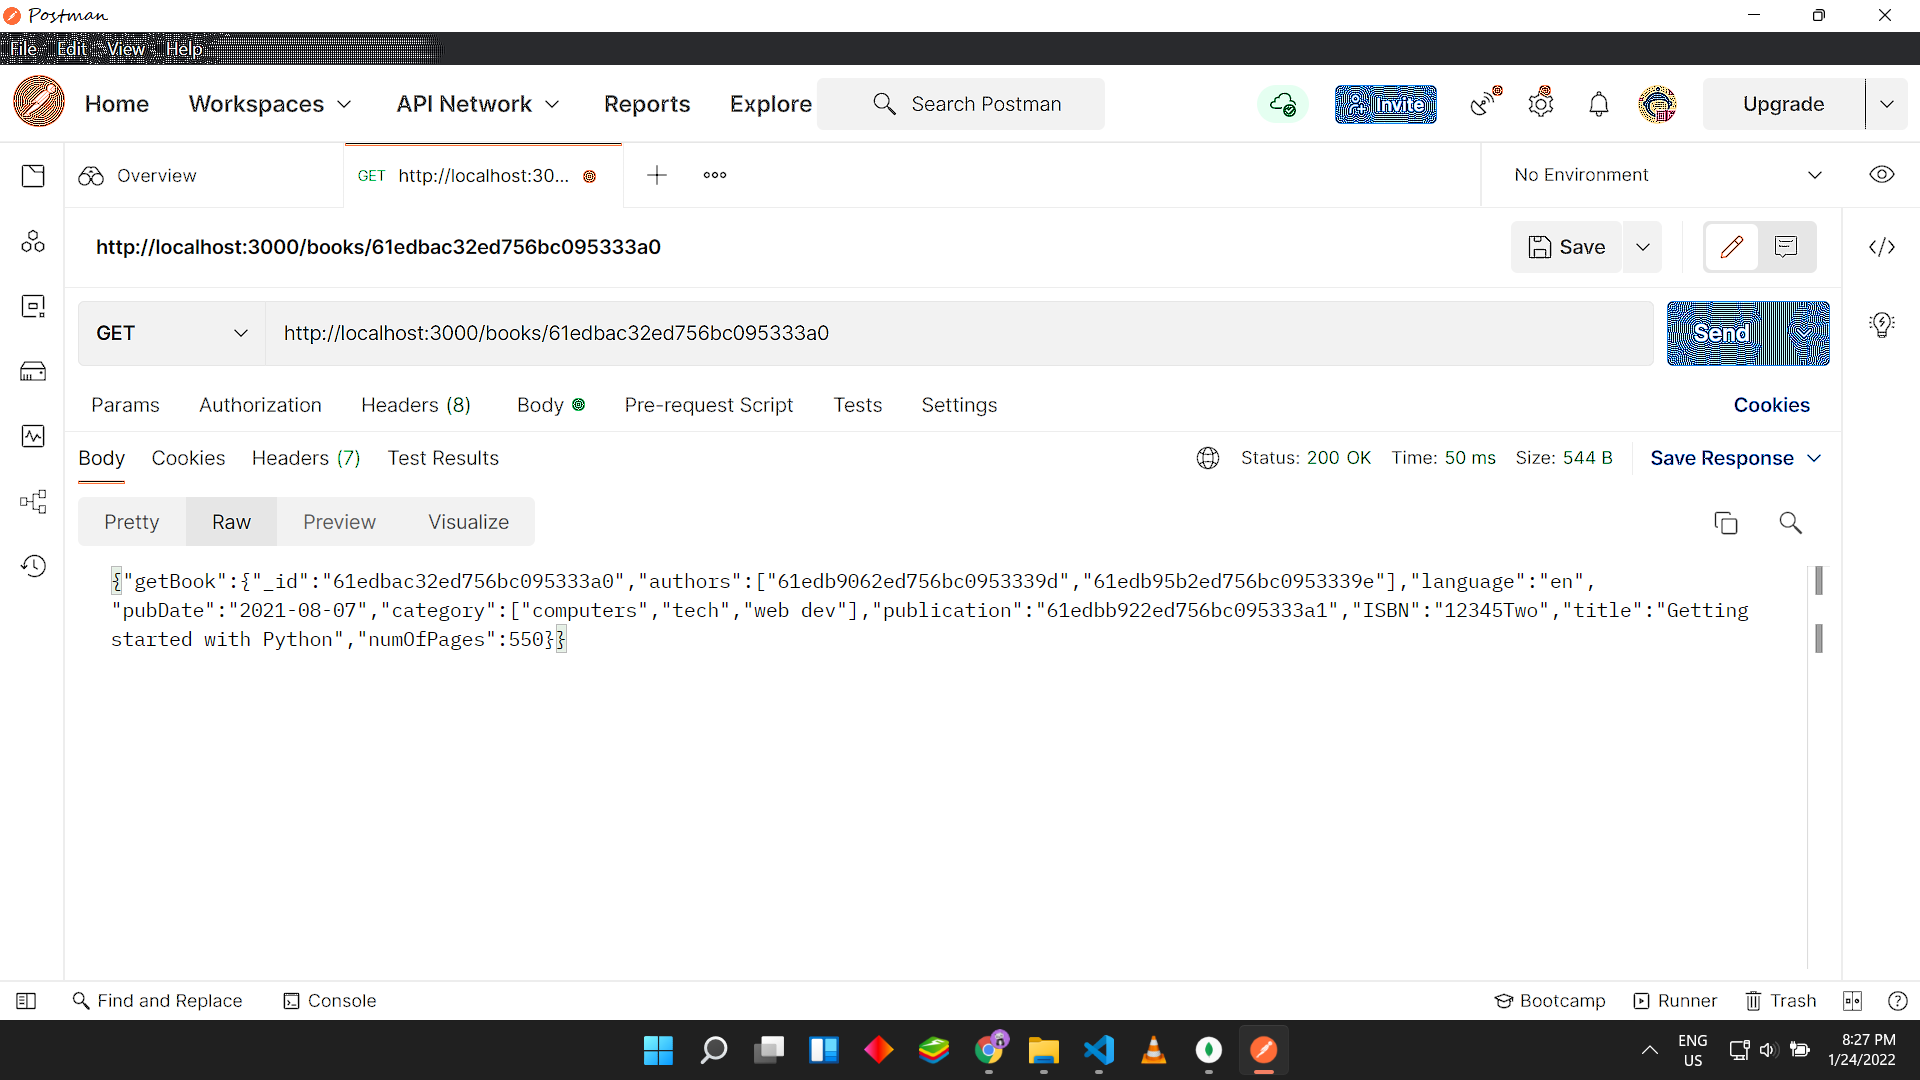 Postman
File Edit View Help
Home Workspaces API Network Reports Explore Search Postman Invite Upgrade
Overview GET http://localhost:30... No Environment
http://localhost:3000/books/61edbac32ed756bc095333a0 Save
GET http://localhost:3000/books/61edbac32ed756bc095333a0 Send
Params Authorization Headers (8) Body Pre-request Script Tests Settings Cookies
Body Cookies Headers (7) Test Results Status: 200 OK Time: 50 ms Size: 544 B Save Response
Pretty Raw Preview Visualize
{"getBook":{"_id":"61edbac32ed756bc095333a0","authors":["61edb9062ed756bc0953339d","61edb95b2ed756bc0953339e"],"language":"en",
"pubDate":"2021-08-07","category":["computers","tech","web dev"],"publication":"61edbb922ed756bc095333a1","ISBN":"12345Two","title":"Getting
started with Python","numOfPages":550}}
Find and Replace Console Bootcamp Runner Trash
ENG 8:27 PM
US 1/24/2022